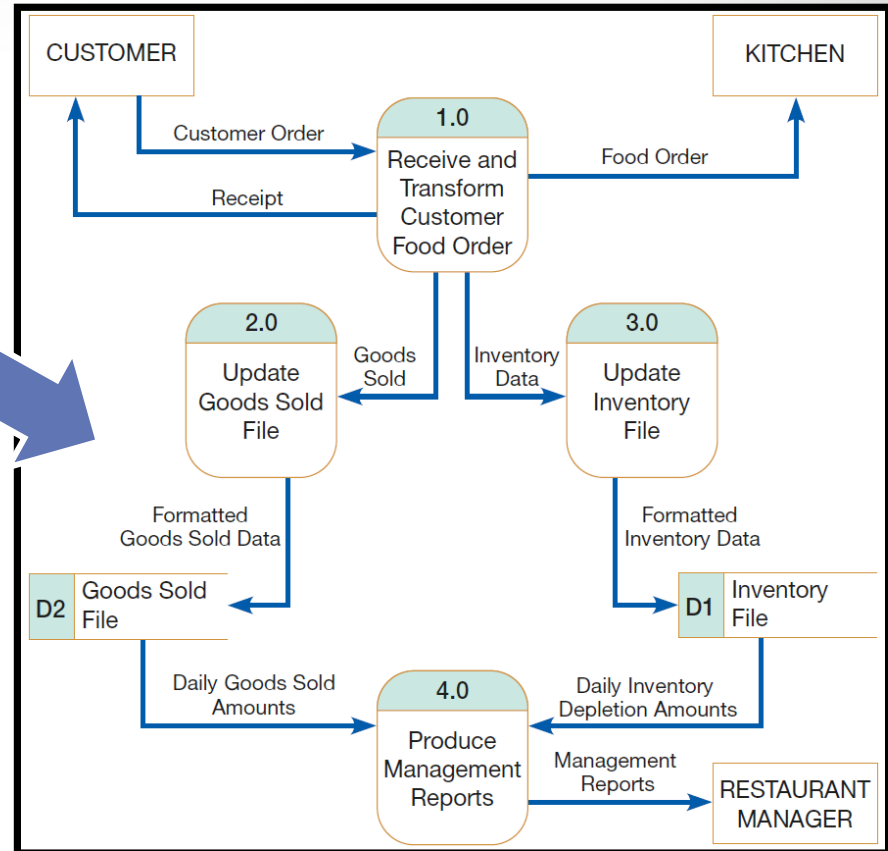 CUSTOMER
KITCHEN
1.0
Customer Order
Receive and
Transform
Customer
Food Order
Food Order
Receipt
2.0
3.0
Goods
Sold
Inventory
Data
Update
Goods Sold
File
Update
Inventory
File
Formatted
Goods Sold Data
Formatted
Inventory Data
D2
Goods Sold
File
D1
Inventory
File
Daily Goods Sold
Amounts
4.0
Daily Inventory
Depletion Amounts
Produce
Management
Reports
Management
Reports
RESTAURANT
MANAGER